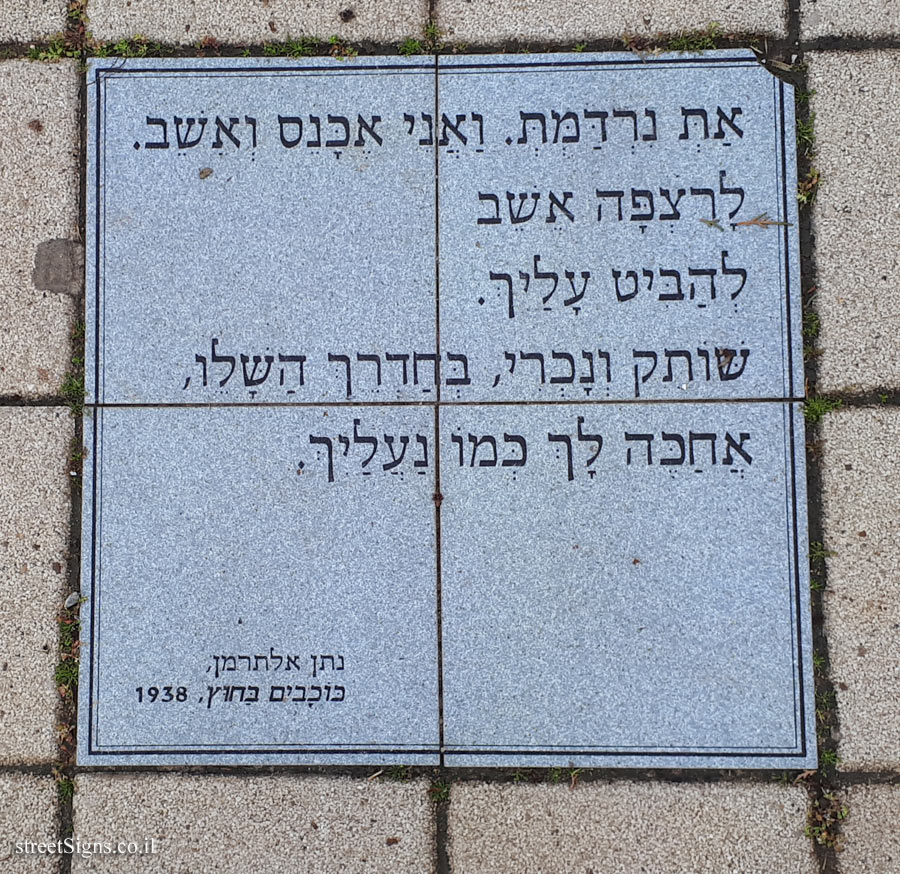 אַתְּ נִרְדַּמְתְּ. וַאֲנִי אִכָּנֵס וְאֵשֵׁב.
לָרִצְפָּה אֵשֵׁב
לְהַבִּיט עָלַיִךְ.
שׁוֹתֵק וְנָכְרִי, בְּחַדְרֵךְ הַשָּׁלֵו,
אֲחַכֶּה לָךְ כְּמוֹ נַעֲלַיִךְ.
נתן אלתרמן,
כּוֹכָבִים בַּחוּץ, 1938
streetSigns.co.il